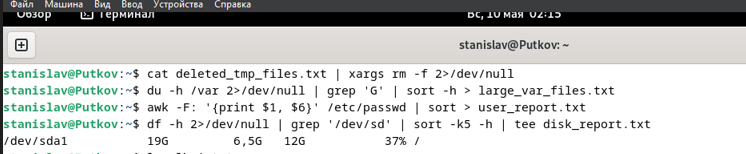 Файл Машина Вид Ввод Устройства Справка
Обзор Терминал Вс, 10 мая 02:15
stanislav@Putkov: ~
stanislav@Putkov:~$ cat deleted_tmp_files.txt | xargs rm -f 2>/dev/null
stanislav@Putkov:~$ du -h /var 2>/dev/null | grep 'G' | sort -h > large_var_files.txt
stanislav@Putkov:~$ awk -F: '{print $1, $6}' /etc/passwd | sort > user_report.txt
stanislav@Putkov:~$ df -h 2>/dev/null | grep '/dev/sd' | sort -k5 -h | tee disk_report.txt
/dev/sda1 19G 6,5G 12G 37% /